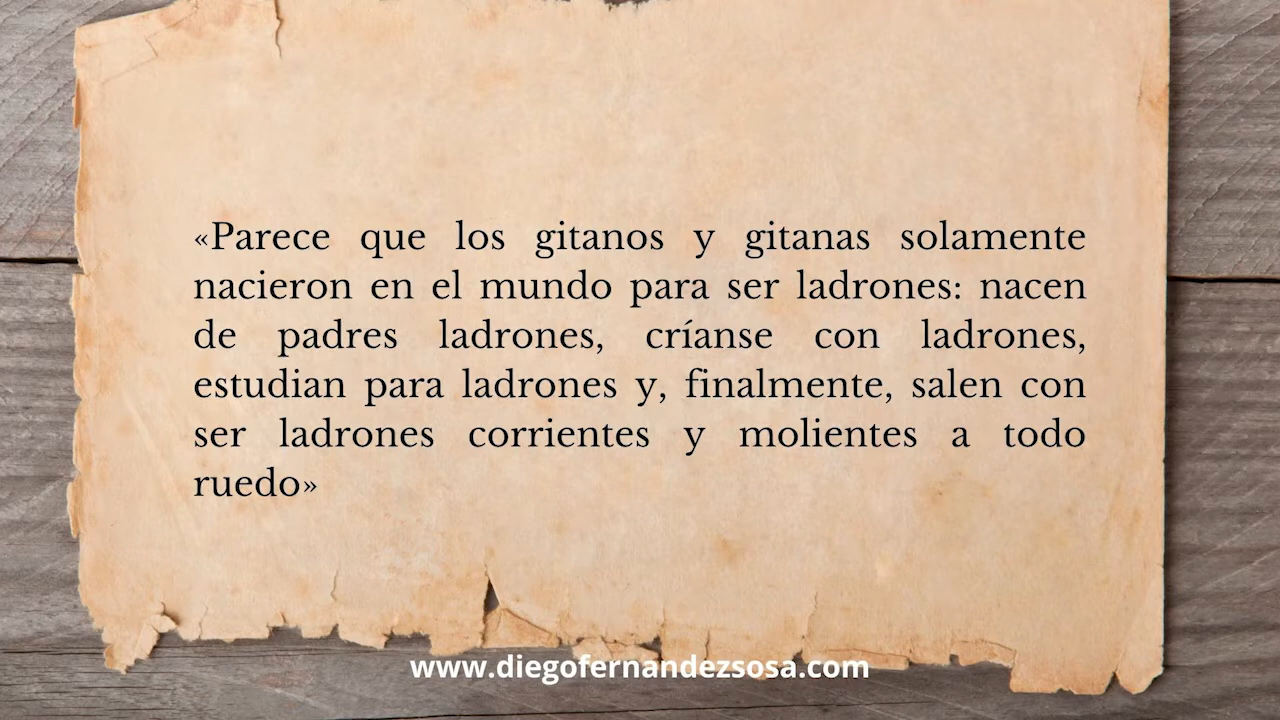 «Parece que los gitanos y gitanas solamente
nacieron en el mundo para ser ladrones: nacen
de padres ladrones, críanse con ladrones,
estudian para ladrones y, finalmente, salen con
ser ladrones corrientes y molientes a todo
ruedo»
www.diegofernandezsosa.com